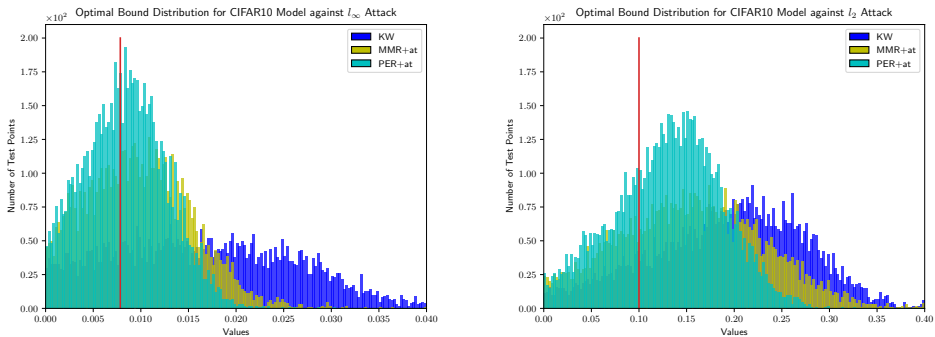 Optimal Bound Distribution for CIFAR10 Model against l∞ Attack
×10²
2.00
1.75
1.50
1.25
1.00
0.75
0.50
0.25
0.00
Number of Test Points
KW
MMR+at
PER+at
0.000 0.005 0.010 0.015 0.020 0.025 0.030 0.035 0.040
Values
Optimal Bound Distribution for CIFAR10 Model against l₂ Attack
×10²
2.00
1.75
1.50
1.25
1.00
0.75
0.50
0.25
0.00
Number of Test Points
KW
MMR+at
PER+at
0.00 0.05 0.10 0.15 0.20 0.25 0.30 0.35 0.40
Values